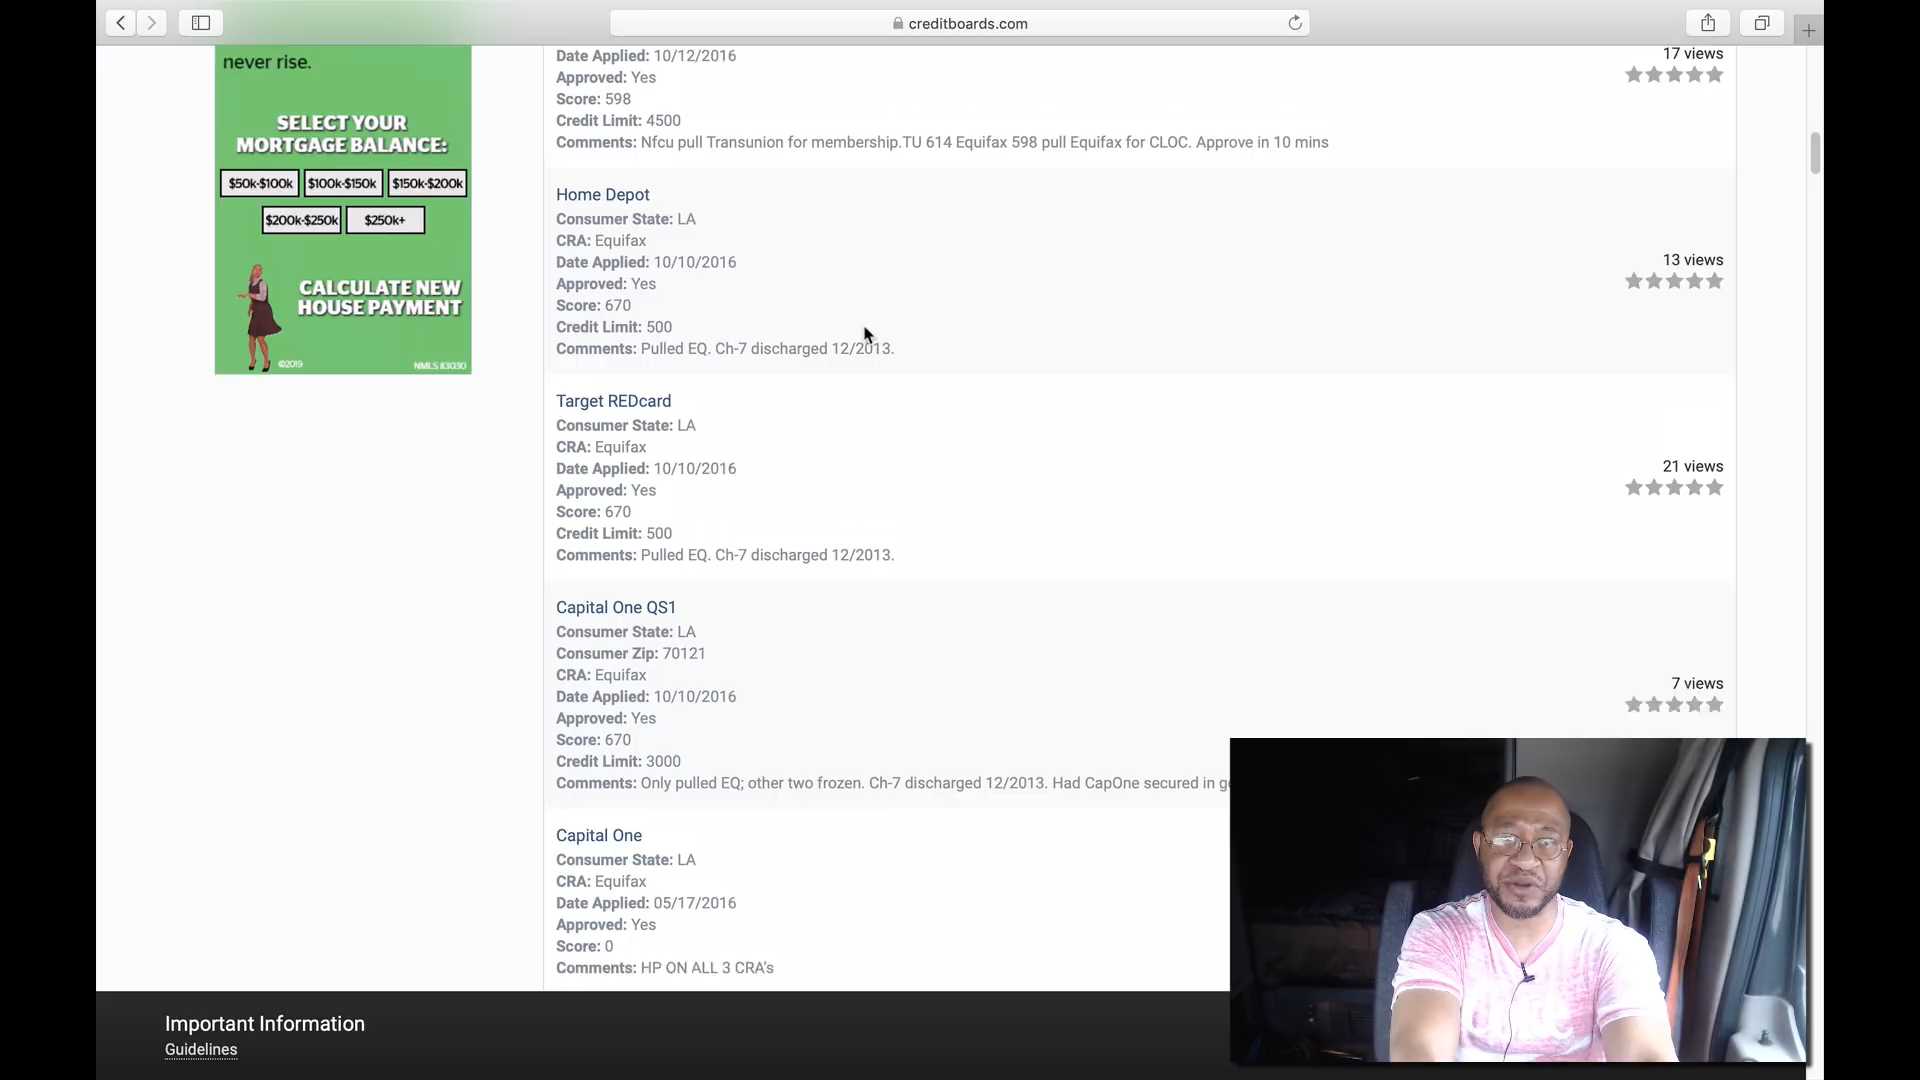 creditboards.com
never rise.
SELECT YOUR
MORTGAGE BALANCE:
$50k-$100k $100k-$150k $150k-$200k
$200k-$250k $250k+
CALCULATE NEW
HOUSE PAYMENT
©2019 NMLS #3030
Date Applied: 10/12/2016
Approved: Yes
Score: 598
Credit Limit: 4500
Comments: Nfcu pull Transunion for membership.TU 614 Equifax 598 pull Equifax for CLOC. Approve in 10 mins
17 views
Home Depot
Consumer State: LA
CRA: Equifax
Date Applied: 10/10/2016
Approved: Yes
Score: 670
Credit Limit: 500
Comments: Pulled EQ. Ch-7 discharged 12/2013.
13 views
Target REDcard
Consumer State: LA
CRA: Equifax
Date Applied: 10/10/2016
Approved: Yes
Score: 670
Credit Limit: 500
Comments: Pulled EQ. Ch-7 discharged 12/2013.
21 views
Capital One QS1
Consumer State: LA
Consumer Zip: 70121
CRA: Equifax
Date Applied: 10/10/2016
Approved: Yes
Score: 670
Credit Limit: 3000
Comments: Only pulled EQ; other two frozen. Ch-7 discharged 12/2013. Had CapOne secured in
7 views
Capital One
Consumer State: LA
CRA: Equifax
Date Applied: 05/17/2016
Approved: Yes
Score: 0
Comments: HP ON ALL 3 CRA's
Important Information
Guidelines